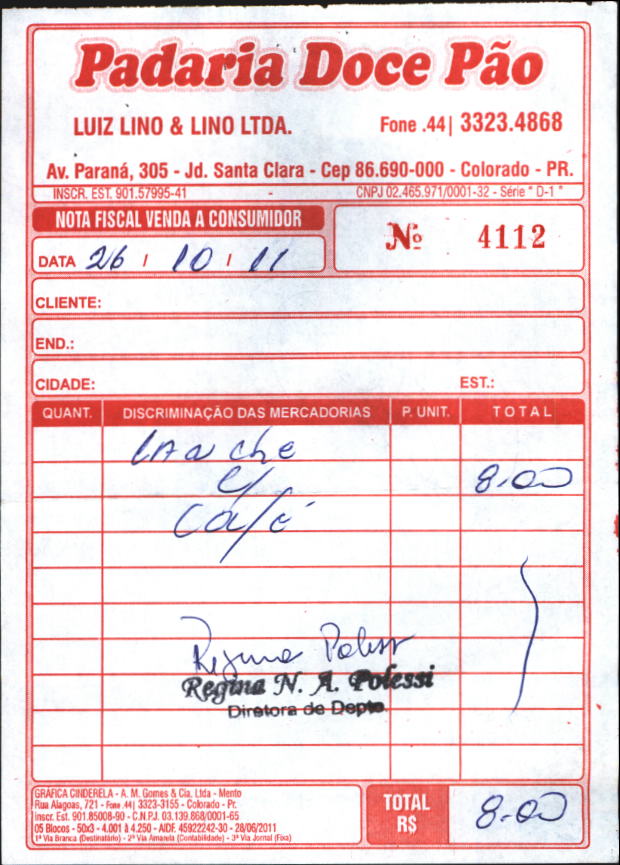 Padaria Doce Pão
LUIZ LINO & LINO LTDA. Fone .44| 3323.4868
Av. Paraná, 305 - Jd. Santa Clara - Cep 86.690-000 - Colorado - PR.
INSCR. EST. 901.57995-41 - CNPJ 02.465.971/0001-32 - Série " D-1 "
NOTA FISCAL VENDA A CONSUMIDOR
Nº 4112
DATA 26 / 10 / 11
CLIENTE:
END.:
CIDADE: EST.:
QUANT. DISCRIMINAÇÃO DAS MERCADORIAS P. UNIT. TOTAL
Lanche
c/ 8.00
Café
Regina Polessi
Regina N. A. Polessi
Diretora de Depto.
GRÁFICA CINDERELA - A. M. Gomes & Cia. Ltda - Mento
Rua Alagoas, 721 - Fone .44| 3323-3155 - Colorado - Pr.
Inscr. Est. 901.85008-90 - C.N.P.J. 03.139.868/0001-65
05 Blocos - 50x3 - 4.001 à 4.250 - AIDF. 45922242-30 - 28/06/2011
1ª Via Branca (Destinatário) - 2ª Via Amarela (Contabilidade) - 3ª Via Jornal (Fixa)
TOTAL
R$ 8.00